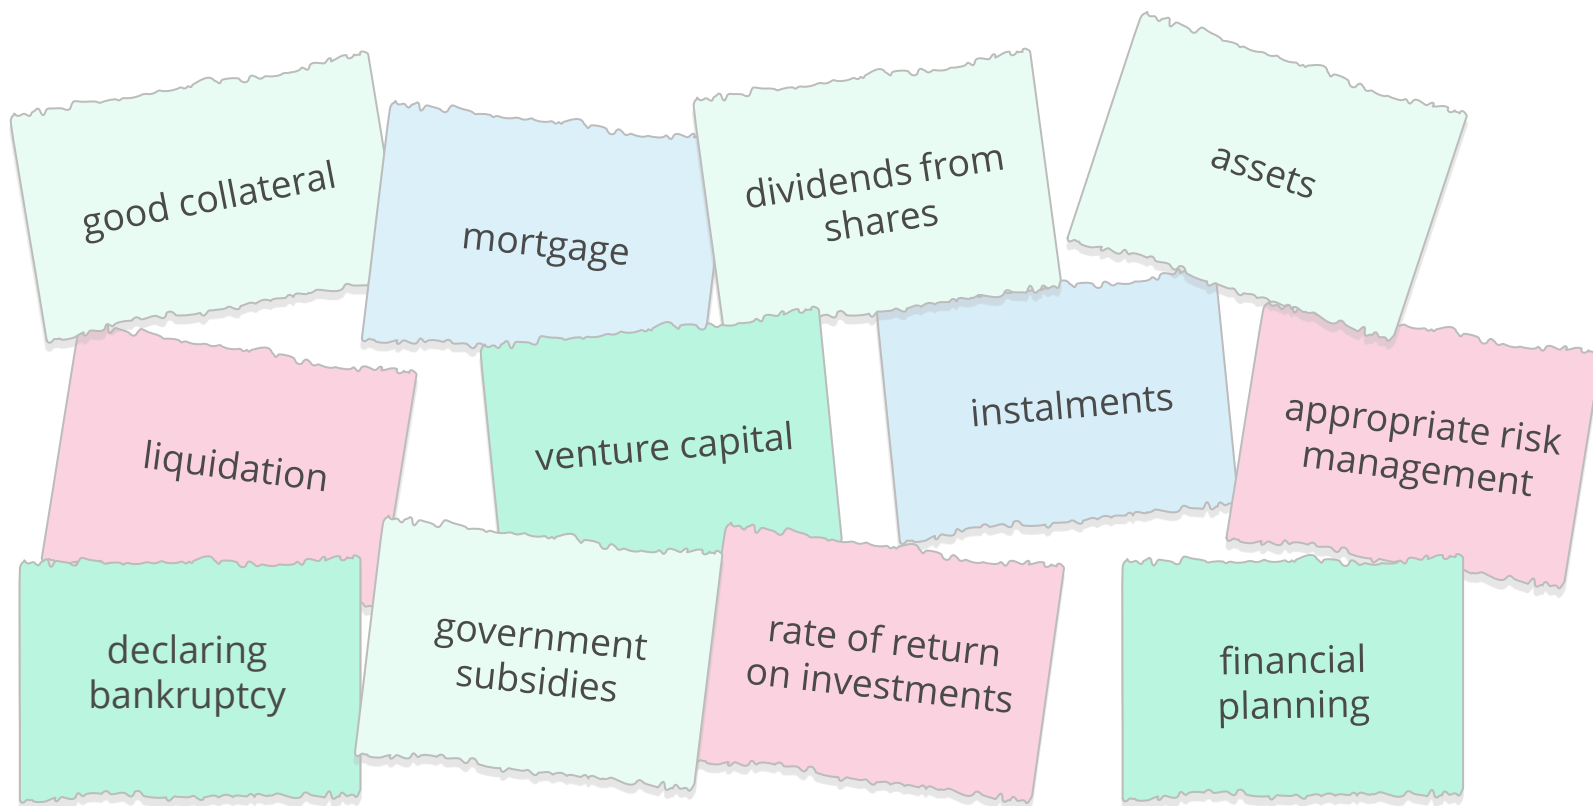 good collateral
mortgage
dividends from
shares
assets
liquidation
venture capital
instalments
appropriate risk
management
declaring
bankruptcy
government
subsidies
rate of return
on investments
financial
planning